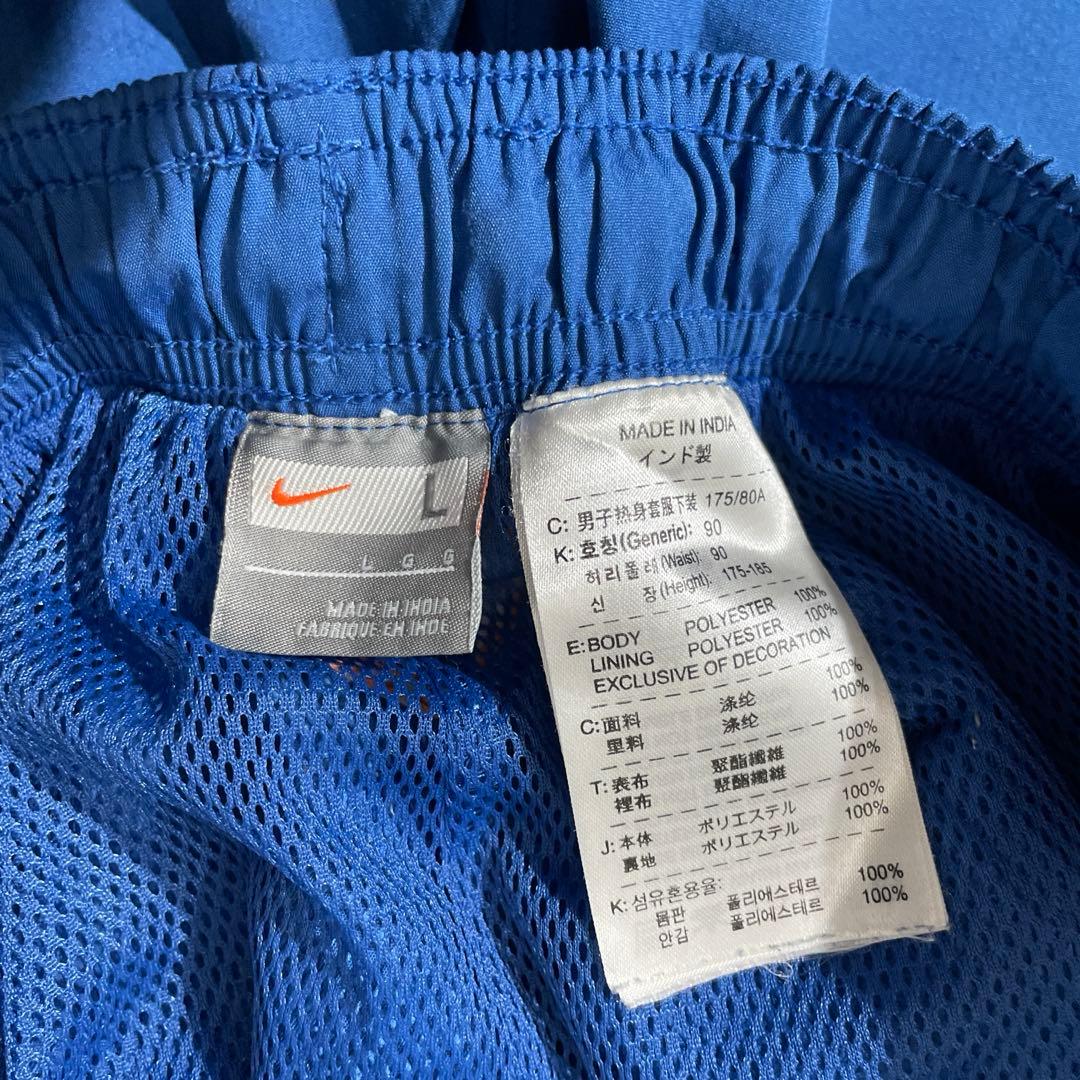 L
L G G
MADE IN INDIA
FABRIQUE EN INDE
MADE IN INDIA
インド製
C: 男子热身套服下装 175/80A
K: 호칭(Generic): 90
허리둘레(Waist): 90
신 장(Height): 175-185
E: BODY POLYESTER 100%
LINING POLYESTER 100%
EXCLUSIVE OF DECORATION
C: 面料 涤纶 100%
里料 涤纶 100%
T: 表布 聚酯纖維 100%
裡布 聚酯纖維 100%
J: 本体 ポリエステル 100%
裏地 ポリエステル 100%
K: 섬유혼용율:
몸판 폴리에스테르 100%
안감 폴리에스테르 100%